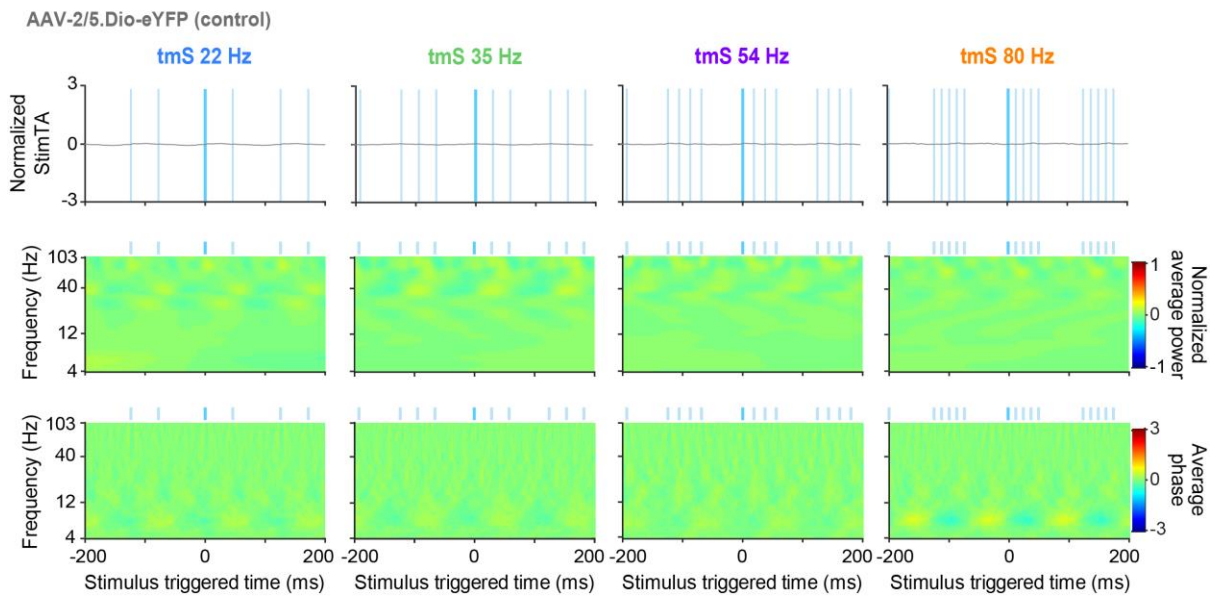 AAV-2/5.Dio-eYFP (control)
tmS 22 Hz
tmS 35 Hz
tmS 54 Hz
tmS 80 Hz
Normalized
StimTA
3
0
-3
Frequency (Hz)
103
40
12
4
Normalized
average power
1
0
-1
Frequency (Hz)
103
40
12
4
Average
phase
3
0
-3
-200 0 200
-200 0 200
-200 0 200
-200 0 200
Stimulus triggered time (ms)
Stimulus triggered time (ms)
Stimulus triggered time (ms)
Stimulus triggered time (ms)